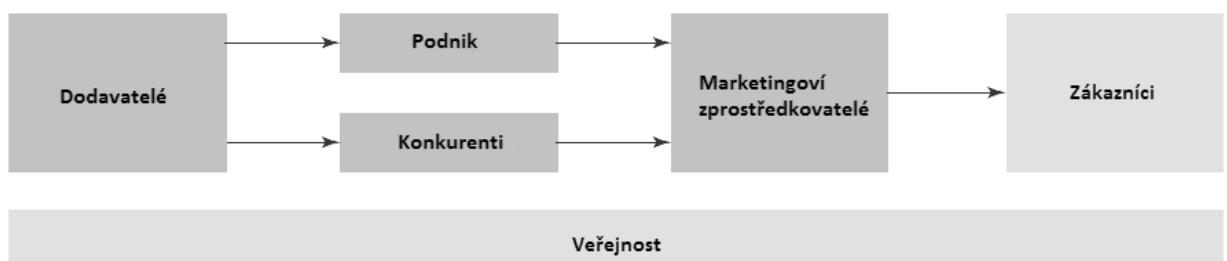 Dodavatelé
Podnik
Konkurenti
Marketingoví
zprostředkovatelé
Zákazníci
Veřejnost